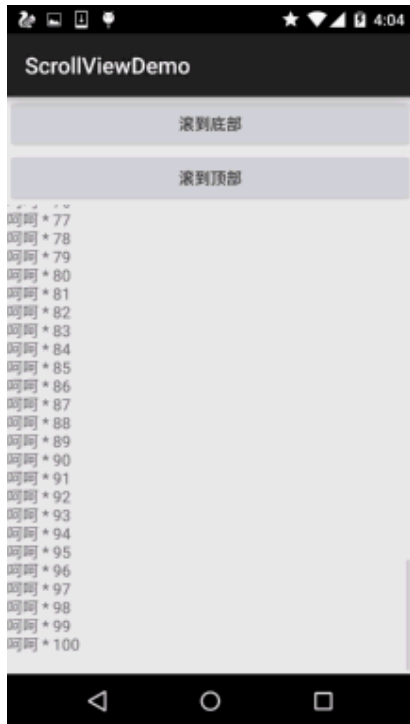 4:04
ScrollViewDemo
滚到底部
滚到顶部
呵呵 * 77
呵呵 * 78
呵呵 * 79
呵呵 * 80
呵呵 * 81
呵呵 * 82
呵呵 * 83
呵呵 * 84
呵呵 * 85
呵呵 * 86
呵呵 * 87
呵呵 * 88
呵呵 * 89
呵呵 * 90
呵呵 * 91
呵呵 * 92
呵呵 * 93
呵呵 * 94
呵呵 * 95
呵呵 * 96
呵呵 * 97
呵呵 * 98
呵呵 * 99
呵呵 * 100